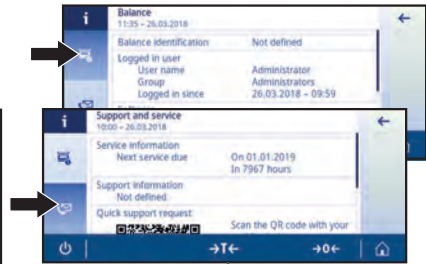 i Balance
11:35 – 26.03.2018
Balance identification Not defined
Logged in user
User name Administrator
Group Administrators
Logged in since 26.03.2018 – 09:59
i Support and service
10:00 – 26.03.2018
Service information
Next service due On 01.01.2019
In 7967 hours
Support information
Not defined
Quick support request
Scan the QR code with your
→T← →0←